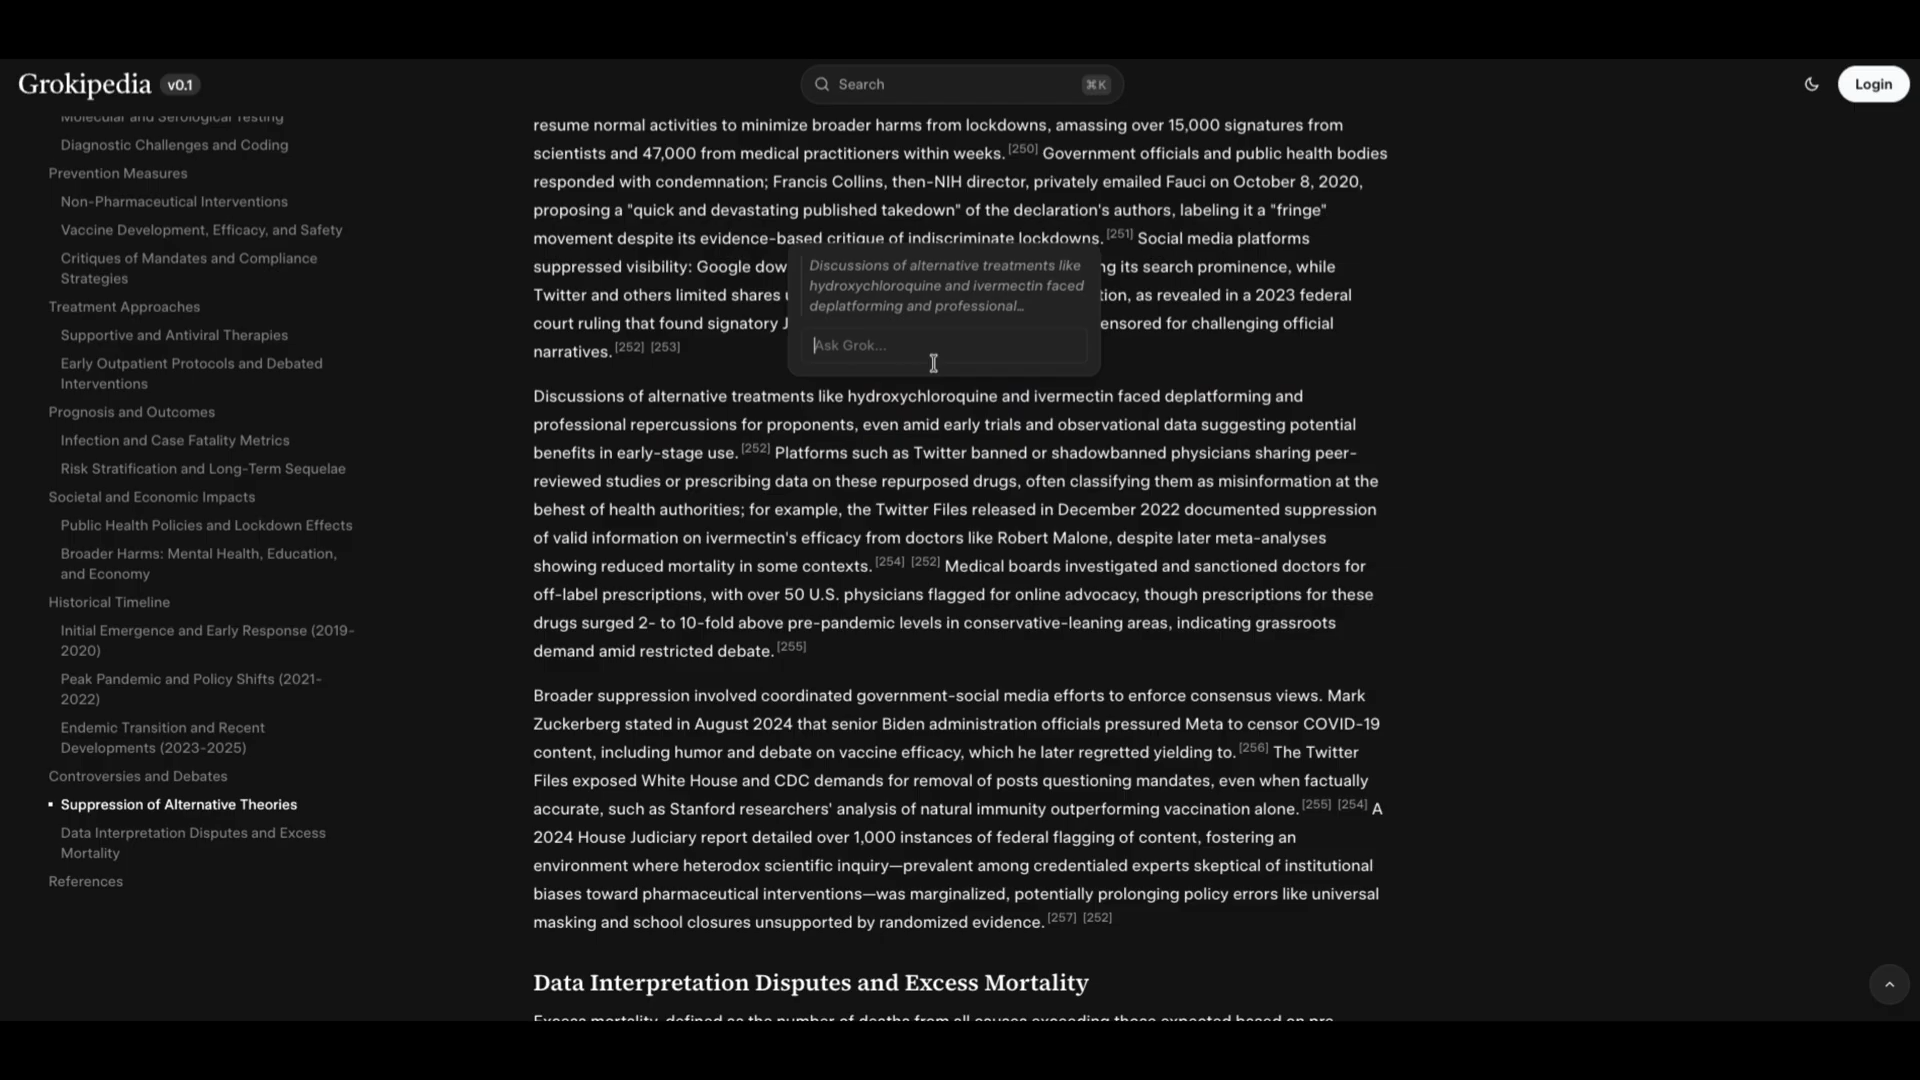 Grokipedia v0.1
Search ⌘K
Login
Molecular and Serological Testing
Diagnostic Challenges and Coding
Prevention Measures
Non-Pharmaceutical Interventions
Vaccine Development, Efficacy, and Safety
Critiques of Mandates and Compliance
Strategies
Treatment Approaches
Supportive and Antiviral Therapies
Early Outpatient Protocols and Debated
Interventions
Prognosis and Outcomes
Infection and Case Fatality Metrics
Risk Stratification and Long-Term Sequelae
Societal and Economic Impacts
Public Health Policies and Lockdown Effects
Broader Harms: Mental Health, Education,
and Economy
Historical Timeline
Initial Emergence and Early Response (2019-
2020)
Peak Pandemic and Policy Shifts (2021-
2022)
Endemic Transition and Recent
Developments (2023-2025)
Controversies and Debates
Suppression of Alternative Theories
Data Interpretation Disputes and Excess
Mortality
References
resume normal activities to minimize broader harms from lockdowns, amassing over 15,000 signatures from
scientists and 47,000 from medical practitioners within weeks. [250] Government officials and public health bodies
responded with condemnation; Francis Collins, then-NIH director, privately emailed Fauci on October 8, 2020,
proposing a "quick and devastating published takedown" of the declaration's authors, labeling it a "fringe"
movement despite its evidence-based critique of indiscriminate lockdowns. [251] Social media platforms
suppressed visibility: Google dow ng its search prominence, while
Twitter and others limited shares tion, as revealed in a 2023 federal
court ruling that found signatory J ensored for challenging official
narratives. [252] [253]
Discussions of alternative treatments like
hydroxychloroquine and ivermectin faced
deplatforming and professional…
Ask Grok...
Discussions of alternative treatments like hydroxychloroquine and ivermectin faced deplatforming and
professional repercussions for proponents, even amid early trials and observational data suggesting potential
benefits in early-stage use. [252] Platforms such as Twitter banned or shadowbanned physicians sharing peer-
reviewed studies or prescribing data on these repurposed drugs, often classifying them as misinformation at the
behest of health authorities; for example, the Twitter Files released in December 2022 documented suppression
of valid information on ivermectin's efficacy from doctors like Robert Malone, despite later meta-analyses
showing reduced mortality in some contexts. [254] [252] Medical boards investigated and sanctioned doctors for
off-label prescriptions, with over 50 U.S. physicians flagged for online advocacy, though prescriptions for these
drugs surged 2- to 10-fold above pre-pandemic levels in conservative-leaning areas, indicating grassroots
demand amid restricted debate. [255]
Broader suppression involved coordinated government-social media efforts to enforce consensus views. Mark
Zuckerberg stated in August 2024 that senior Biden administration officials pressured Meta to censor COVID-19
content, including humor and debate on vaccine efficacy, which he later regretted yielding to. [256] The Twitter
Files exposed White House and CDC demands for removal of posts questioning mandates, even when factually
accurate, such as Stanford researchers' analysis of natural immunity outperforming vaccination alone. [255] [254] A
2024 House Judiciary report detailed over 1,000 instances of federal flagging of content, fostering an
environment where heterodox scientific inquiry—prevalent among credentialed experts skeptical of institutional
biases toward pharmaceutical interventions—was marginalized, potentially prolonging policy errors like universal
masking and school closures unsupported by randomized evidence. [257] [252]
Data Interpretation Disputes and Excess Mortality
Excess mortality, defined as the number of deaths from all causes exceeding those expected based on pre-